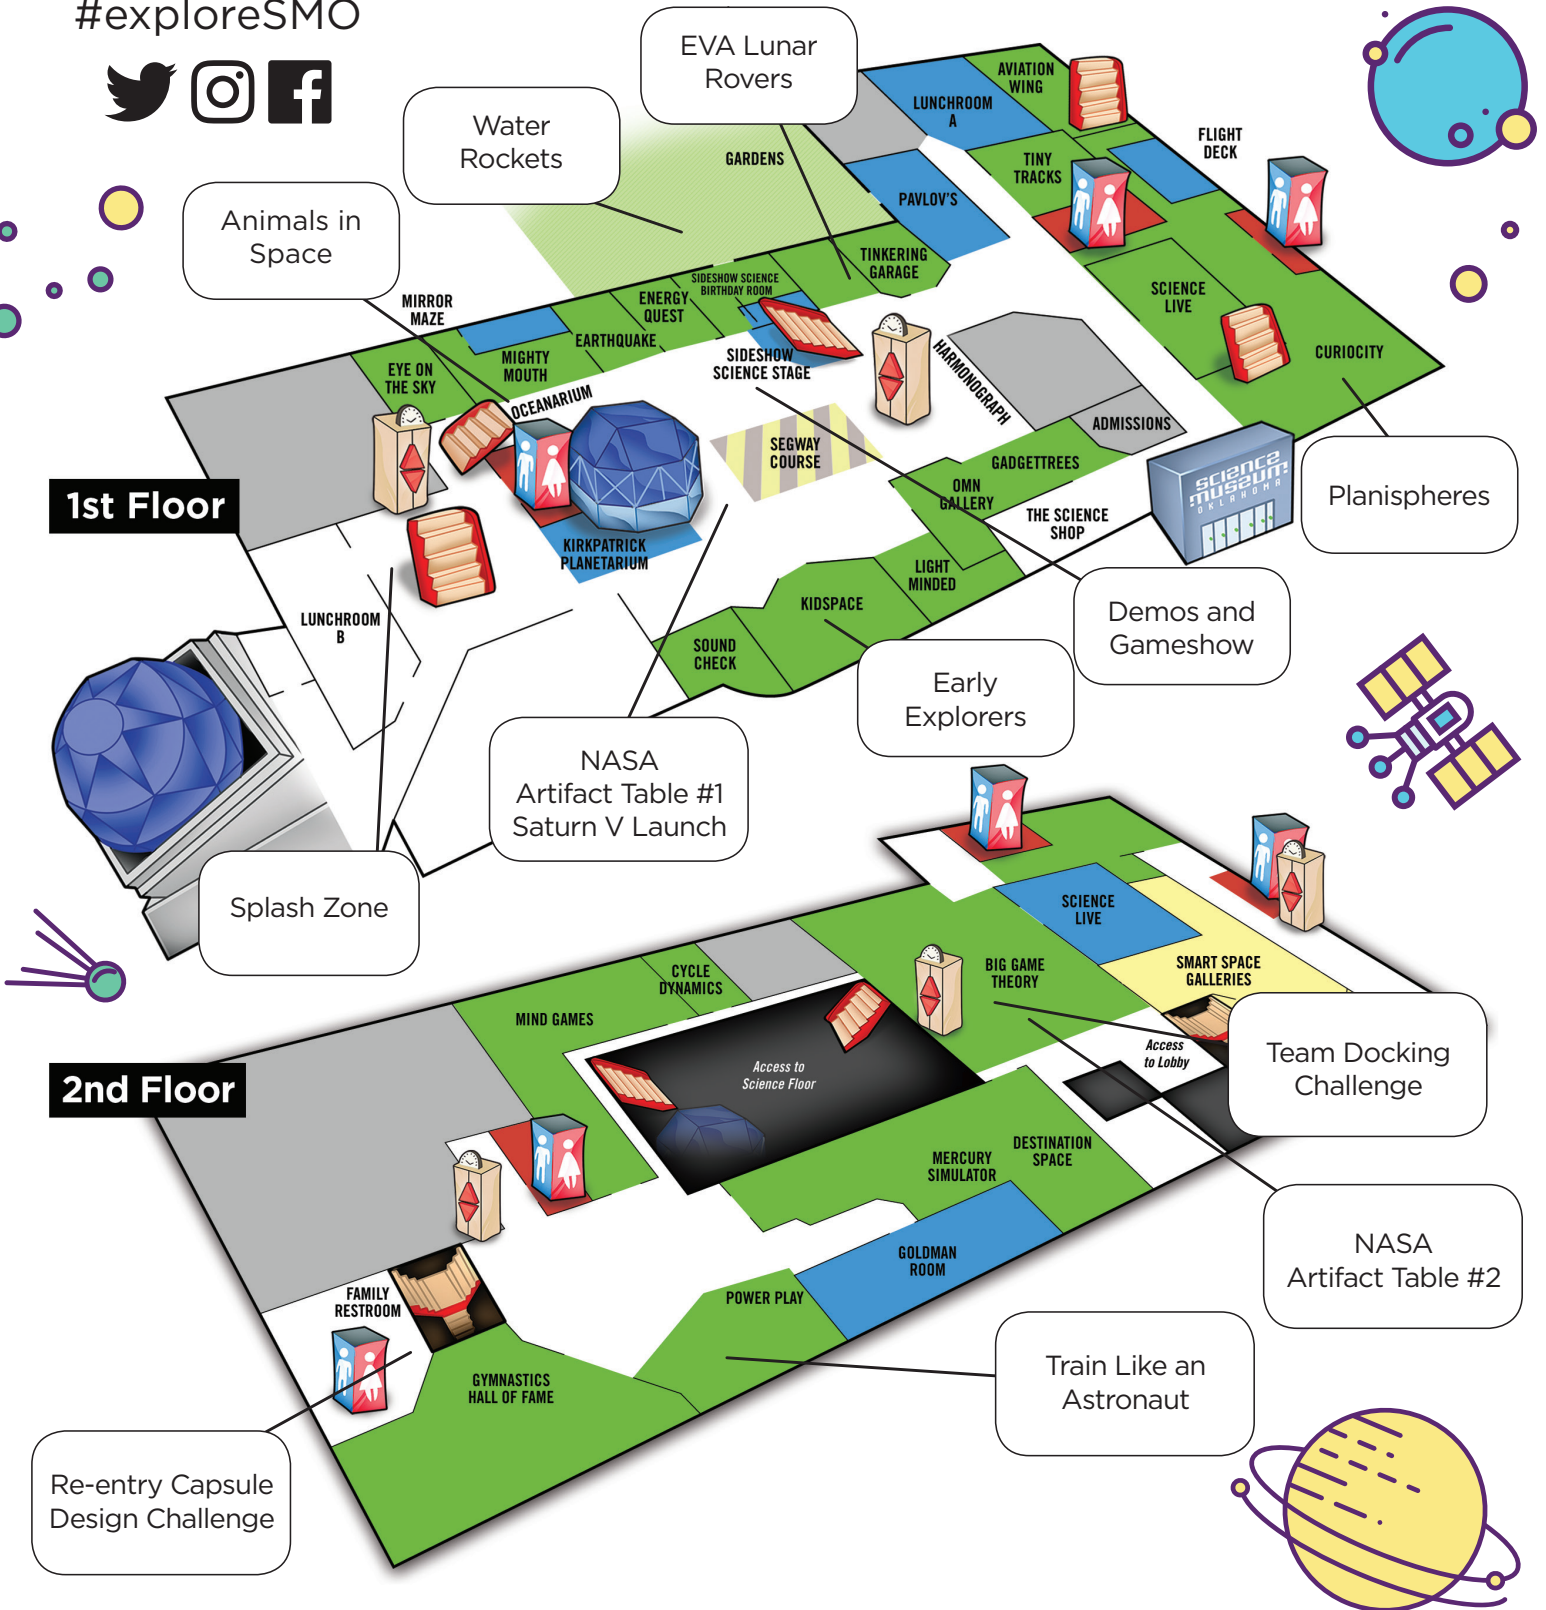 #exploreSMO
EVA Lunar
Rovers
Water
Rockets
Animals in
Space
GARDENS
LUNCHROOM
A
AVIATION
WING
FLIGHT
DECK
TINY
TRACKS
PAVLOV'S
TINKERING
GARAGE
SIDESHOW SCIENCE
BIRTHDAY ROOM
ENERGY
QUEST
EARTHQUAKE
MIRROR
MAZE
MIGHTY
MOUTH
EYE ON
THE SKY
OCEANARIUM
SIDESHOW
SCIENCE STAGE
HARMONOGRAPH
SCIENCE
LIVE
CURIOCITY
ADMISSIONS
SEGWAY
COURSE
GADGETTREES
OMN
GALLERY
THE SCIENCE
SHOP
SCIENCE
MUSEUM
OKLAHOMA
Planispheres
1st Floor
KIRKPATRICK
PLANETARIUM
LIGHT
MINDED
KIDSPACE
SOUND
CHECK
LUNCHROOM
B
Demos and
Gameshow
Early
Explorers
NASA
Artifact Table #1
Saturn V Launch
Splash Zone
SCIENCE
LIVE
SMART SPACE
GALLERIES
BIG GAME
THEORY
CYCLE
DYNAMICS
MIND GAMES
Access to
Science Floor
Access
to Lobby
Team Docking
Challenge
2nd Floor
DESTINATION
SPACE
MERCURY
SIMULATOR
GOLDMAN
ROOM
NASA
Artifact Table #2
POWER PLAY
FAMILY
RESTROOM
GYMNASTICS
HALL OF FAME
Train Like an
Astronaut
Re-entry Capsule
Design Challenge